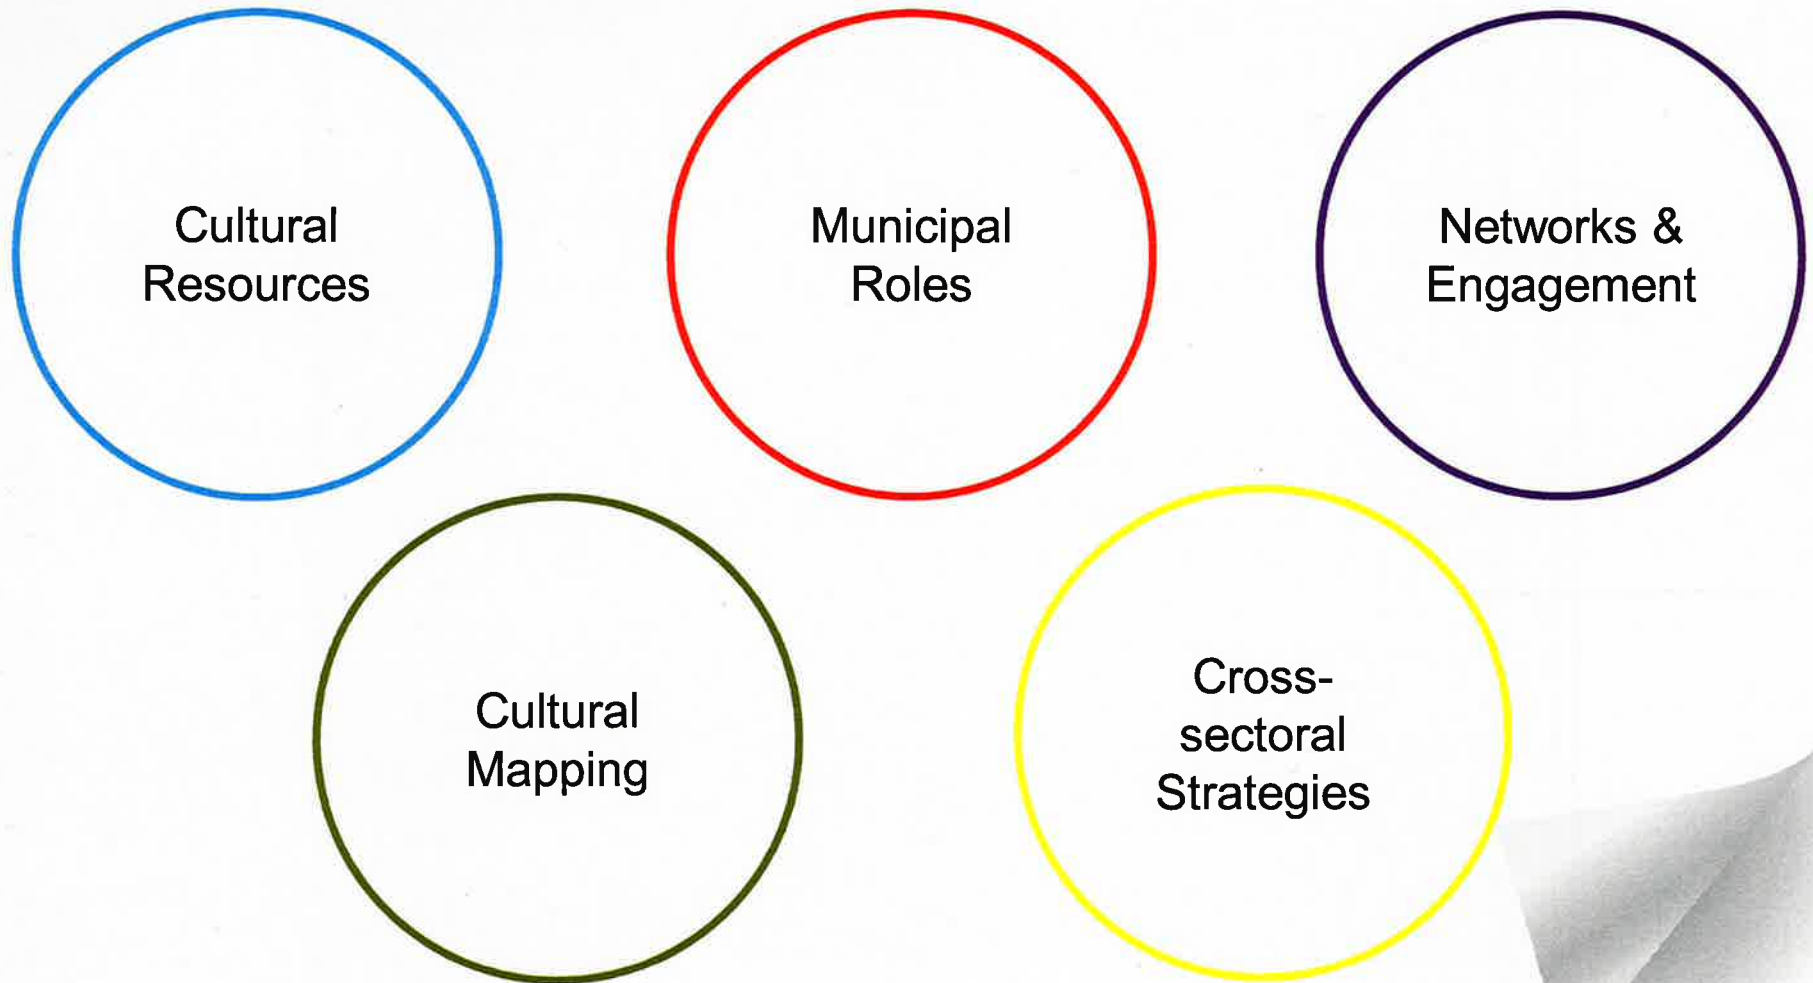 Cultural
Resources
Municipal
Roles
Networks &
Engagement
Cultural
Mapping
Cross-
sectoral
Strategies